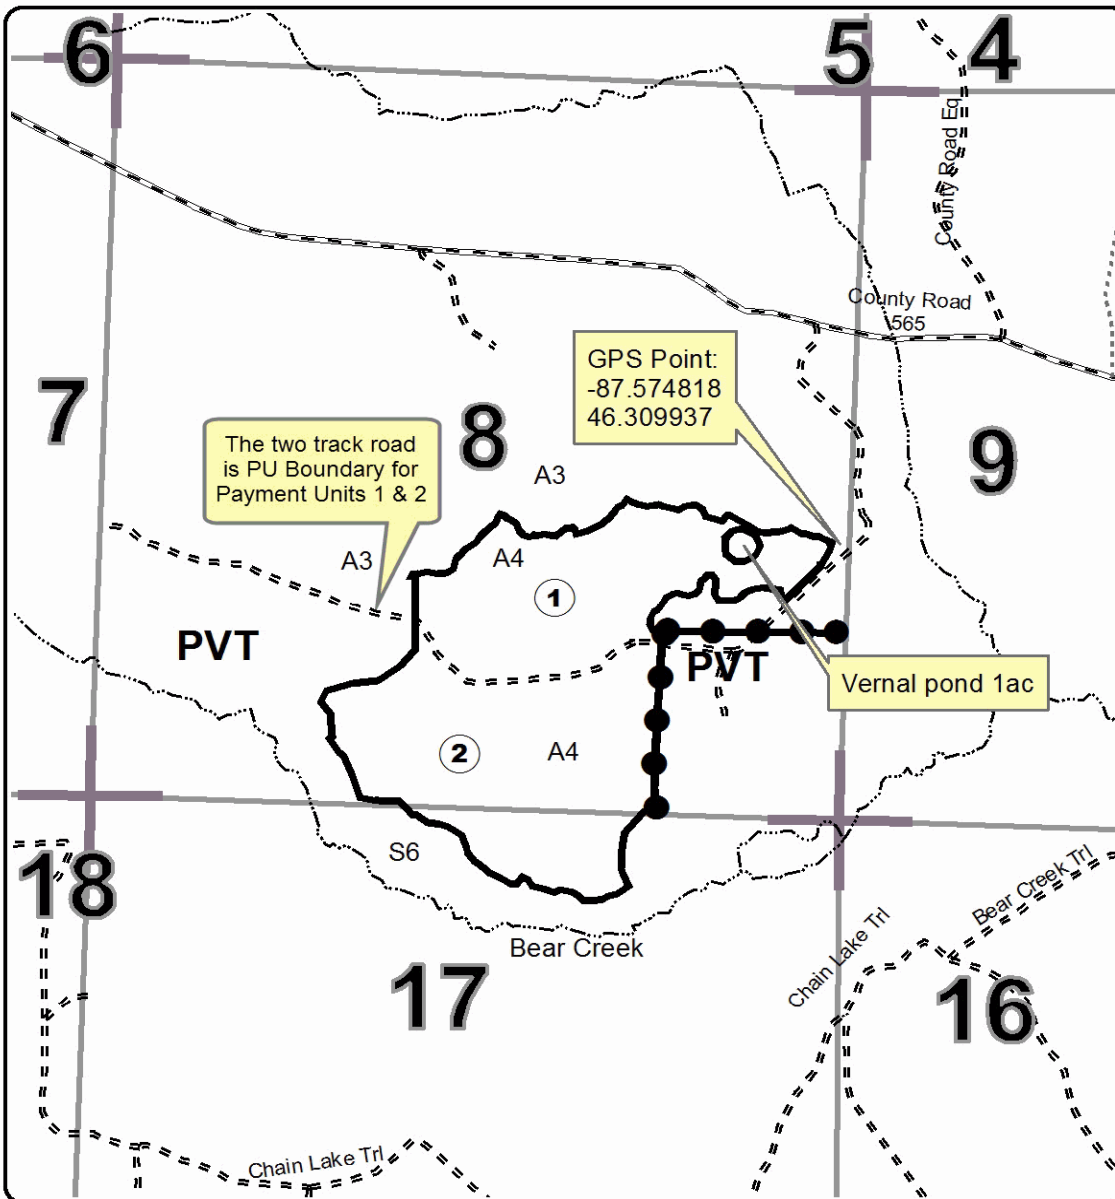 6
5
4
County Road Eq
County Road
565
GPS Point:
-87.574818
46.309937
7
8
9
The two track road
is PU Boundary for
Payment Units 1 & 2
A3
A3
A4
1
PVT
PVT
Vernal pond 1ac
2
A4
S6
18
Bear Creek
17
Chain Lake Trl
Bear Creek Trl
16
Chain Lake Trl